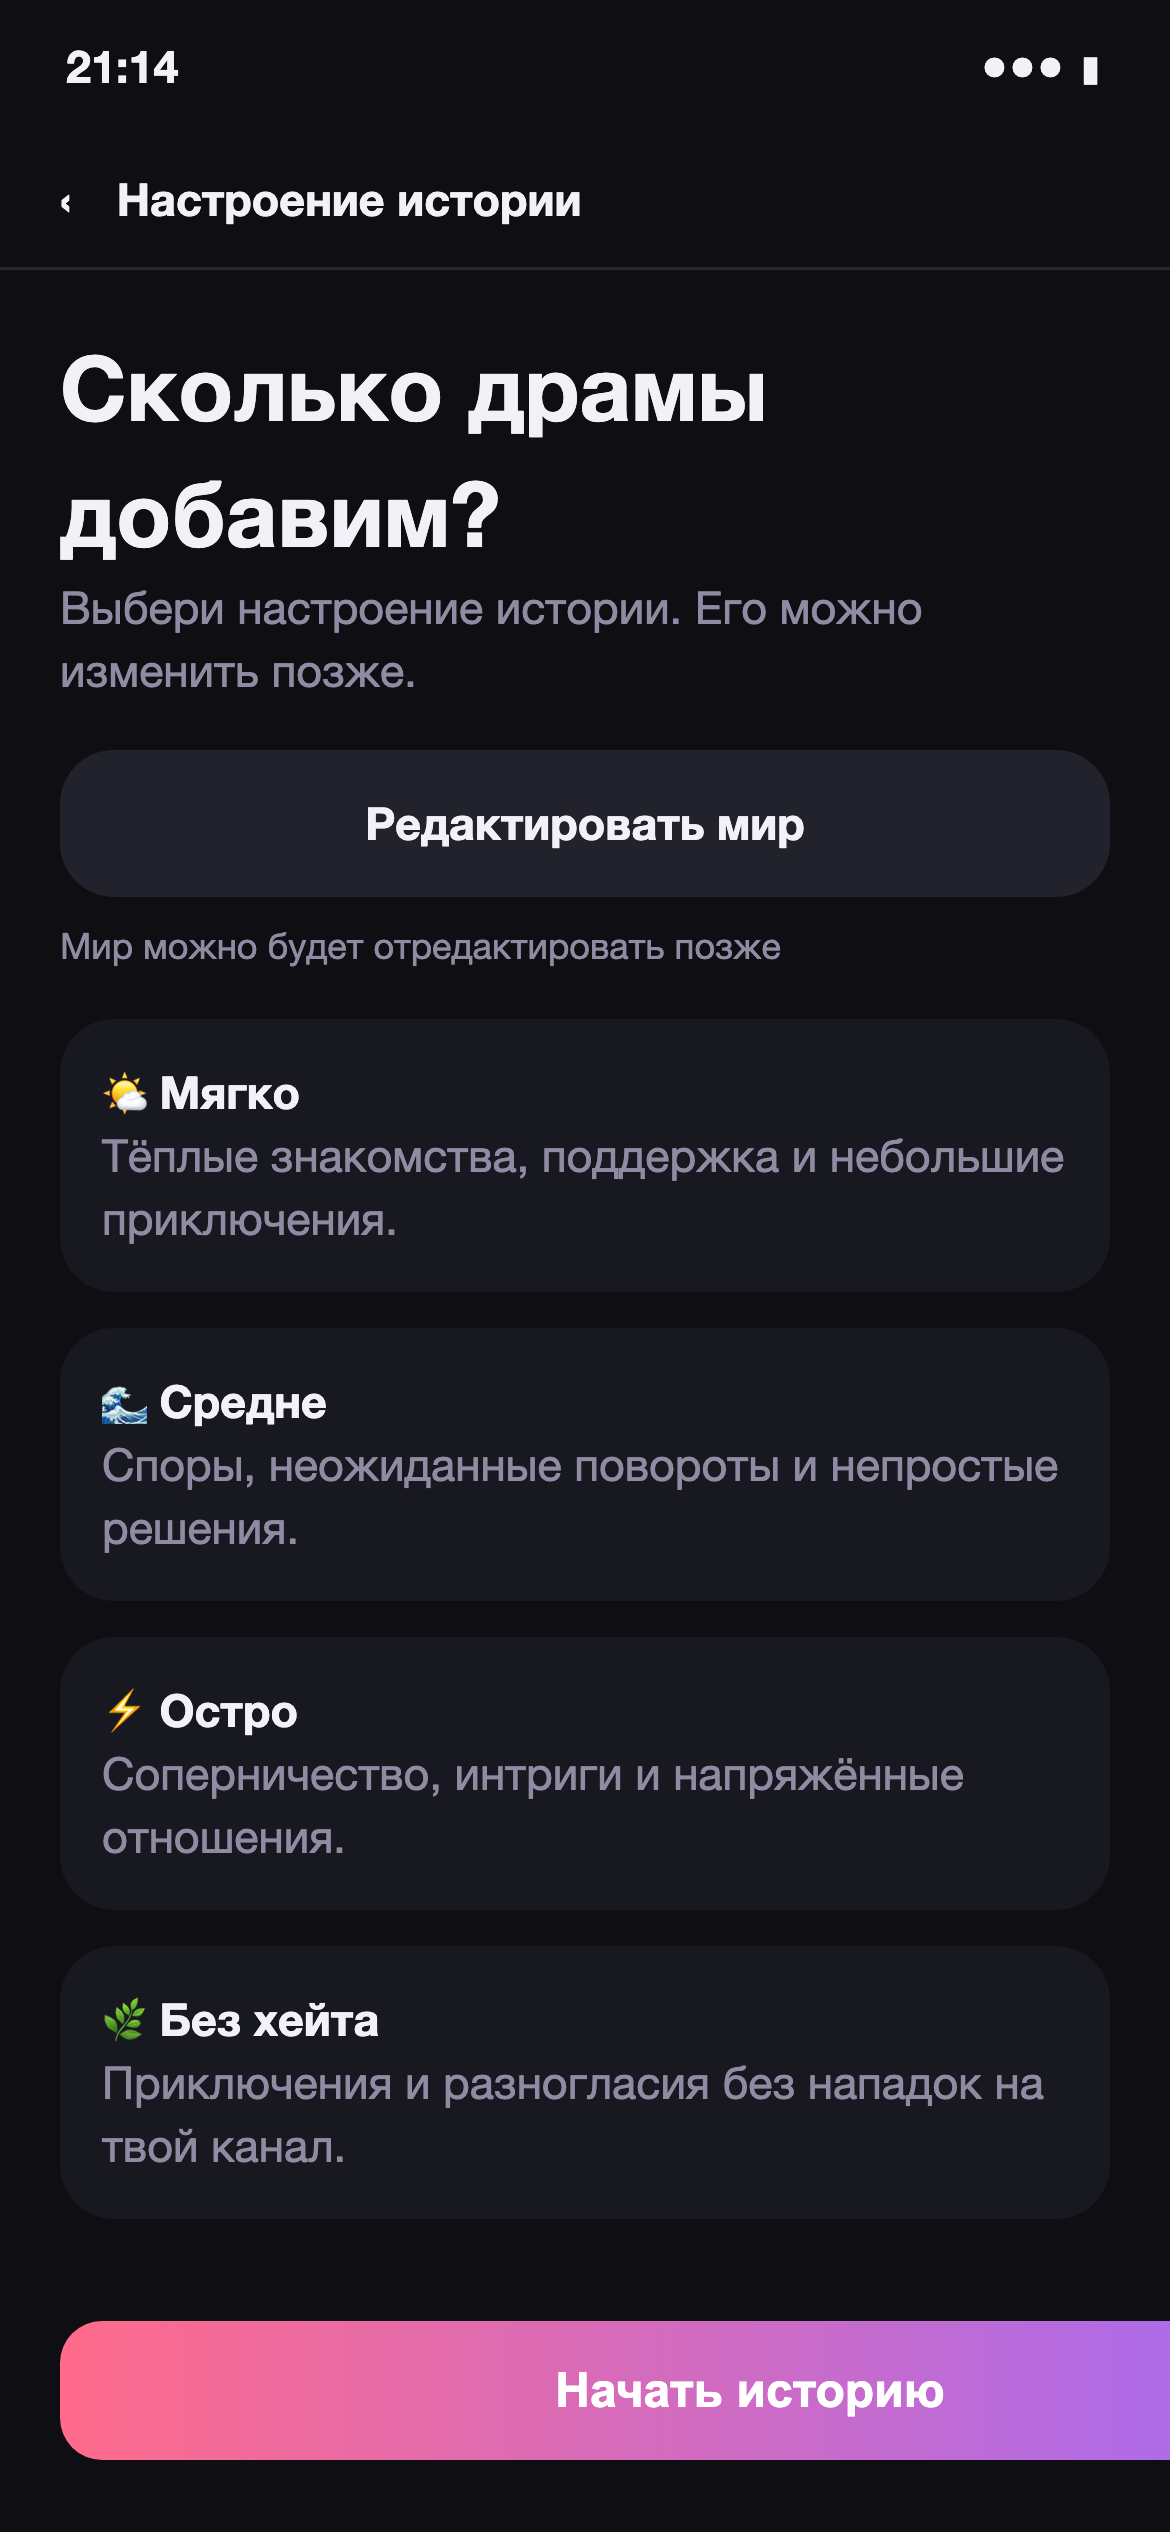 21:14
‹ Настроение истории
Сколько драмы
добавим?
Выбери настроение истории. Его можно
изменить позже.
Редактировать мир
Мир можно будет отредактировать позже
🌤️ Мягко
Тёплые знакомства, поддержка и небольшие
приключения.
🌊 Средне
Споры, неожиданные повороты и непростые
решения.
⚡ Остро
Соперничество, интриги и напряжённые
отношения.
🌿 Без хейта
Приключения и разногласия без нападок на
твой канал.
Начать историю